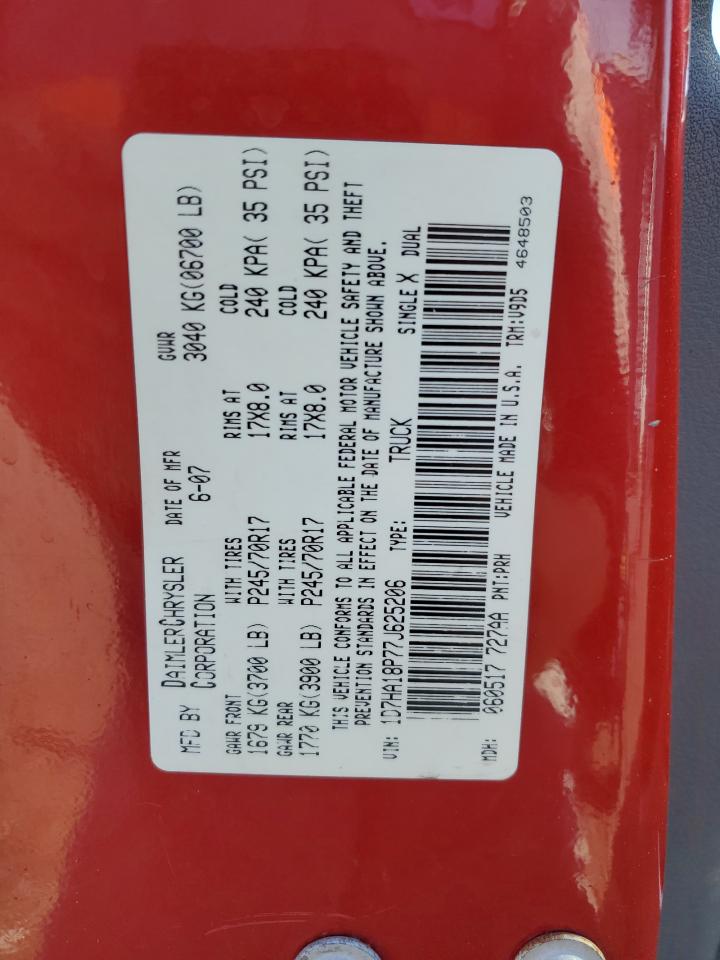 MFD BY DAIMLERCHRYSLER CORPORATION DATE OF MFR 6-07 GVWR 3040 KG(06700 LB)
GAWR FRONT WITH TIRES RIMS AT COLD
1679 KG(3700 LB) P245/70R17 17X8.0 240 KPA( 35 PSI)
GAWR REAR WITH TIRES RIMS AT COLD
1770 KG(3900 LB) P245/70R17 17X8.0 240 KPA( 35 PSI)
THIS VEHICLE CONFORMS TO ALL APPLICABLE FEDERAL MOTOR VEHICLE SAFETY AND THEFT
PREVENTION STANDARDS IN EFFECT ON THE DATE OF MANUFACTURE SHOWN ABOVE.
VIN: 1D7HA18P77J625206 TYPE: TRUCK SINGLE X DUAL
MDH: 060517 7274A PNT:PRH VEHICLE MADE IN U.S.A. TRM:V9D5
4648503